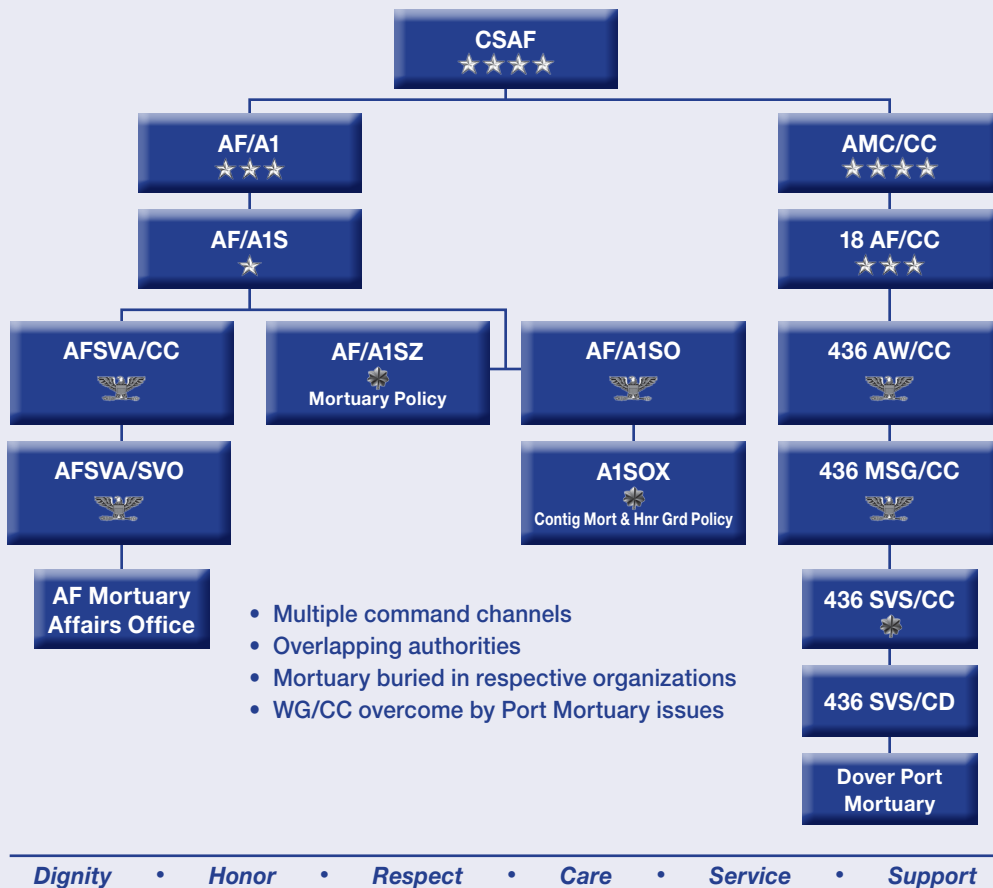 CSAF
AF/A1
AMC/CC
AF/A1S
18 AF/CC
AFSVA/CC
AF/A1SZ
Mortuary Policy
AF/A1SO
436 AW/CC
AFSVA/SVO
A1SOX
Contig Mort & Hnr Grd Policy
436 MSG/CC
AF Mortuary
Affairs Office
• Multiple command channels
• Overlapping authorities
• Mortuary buried in respective organizations
• WG/CC overcome by Port Mortuary issues
436 SVS/CC
436 SVS/CD
Dover Port
Mortuary
Dignity • Honor • Respect • Care • Service • Support